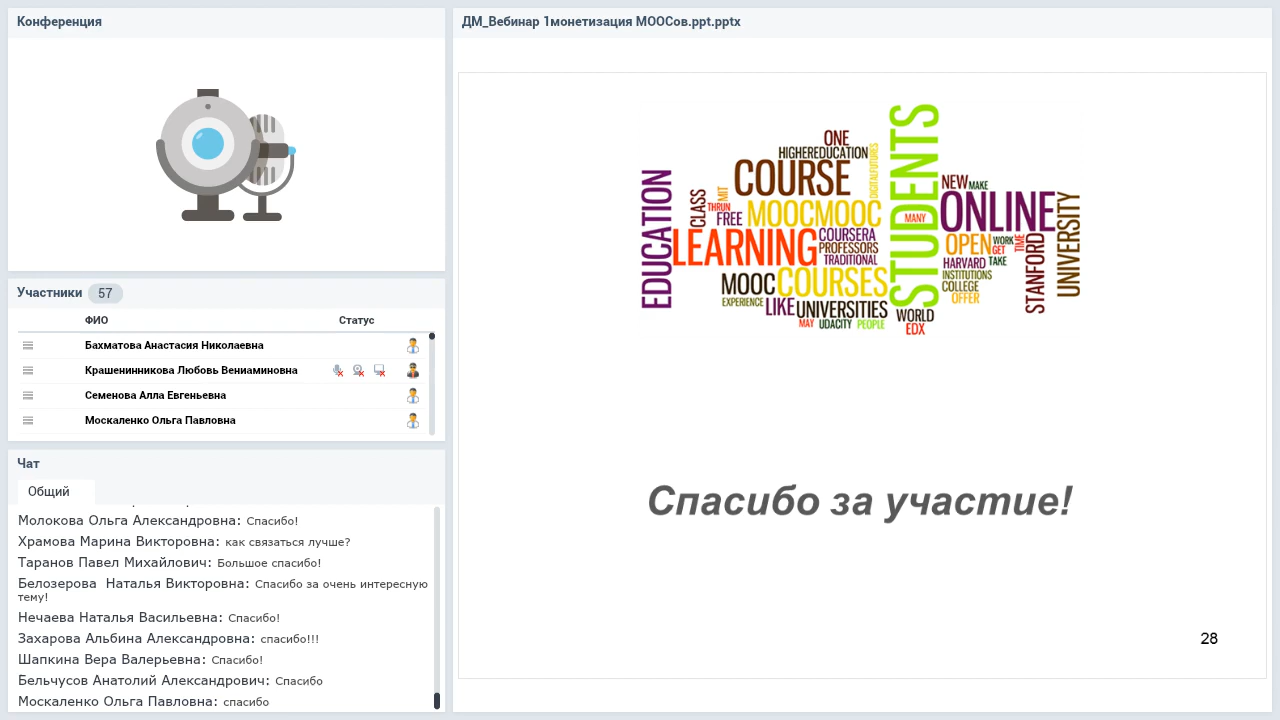 Конференция
Участники 57
ФИО Статус
Бахматова Анастасия Николаевна
Крашенинникова Любовь Вениаминовна
Семенова Алла Евгеньевна
Москаленко Ольга Павловна
Чат
Общий
Молокова Ольга Александровна: Спасибо!
Храмова Марина Викторовна: как связаться лучше?
Таранов Павел Михайлович: Большое спасибо!
Белозерова Наталья Викторовна: Спасибо за очень интересную
тему!
Нечаева Наталья Васильевна: Спасибо!
Захарова Альбина Александровна: спасибо!!!
Шапкина Вера Валерьевна: Спасибо!
Бельчусов Анатолий Александрович: Спасибо
Москаленко Ольга Павловна: спасибо
ДМ_Вебинар 1монетизация МООСов.ppt.pptx
ONE
HIGHEREDUCATION
DIGITALFUTURES
COURSE
STUDENTS
EDUCATION
CLASS
MIT
THRUN
FREE
MOOCMOOC
NEW
MAKE
MANY
ONLINE
UNIVERSITY
LEARNING
COURSERA
PROFESSORS
TRADITIONAL
OPEN
WORK
GET
TIME
HARVARD
TAKE
STANFORD
MOOC
COURSES
INSTITUTIONS
COLLEGE
OFFER
EXPERIENCE
LIKE
UNIVERSITIES
MAY
UDACITY
PEOPLE
WORLD
EDX
Спасибо за участие!
28